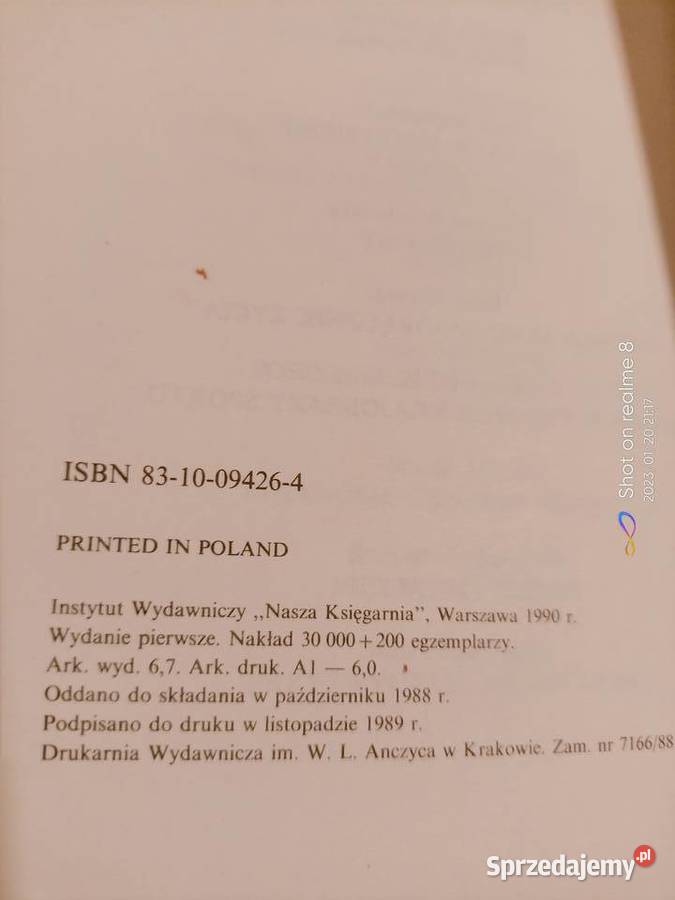 ISBN 83-10-09426-4
PRINTED IN POLAND
Instytut Wydawniczy „Nasza Księgarnia”, Warszawa 1990 r.
Wydanie pierwsze. Nakład 30 000 + 200 egzemplarzy.
Ark. wyd. 6,7. Ark. druk. A1 — 6,0.
Oddano do składania w październiku 1988 r.
Podpisano do druku w listopadzie 1989 r.
Drukarnia Wydawnicza im. W. L. Anczyca w Krakowie. Zam. nr 7166/88
Shot on realme 8
2023 01 20 21:17
Sprzedajemy.pl